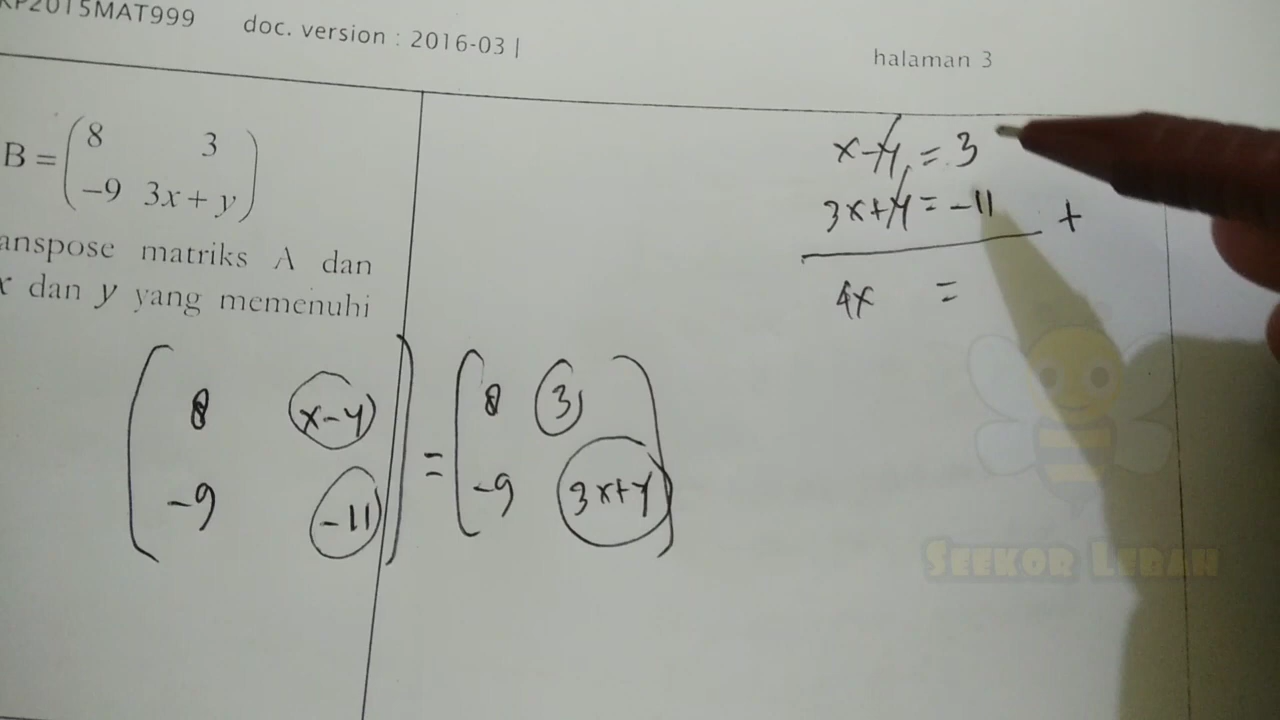 KP2015MAT999 doc. version : 2016-03 |
halaman 3
B = (8 3
-9 3x + y)
anspose matriks A dan
x dan y yang memenuhi
x-y = 3
3x+y = -11 +
4x =
(8 x-y
-9 -11) = (8 3
-9 3x+y)
SEEKOR LEBAH